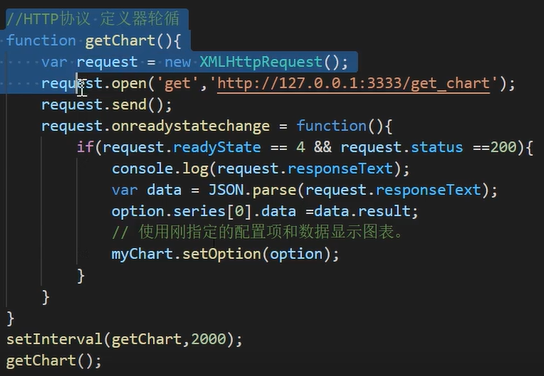 //HTTP协议 定义器轮循
function getChart(){
    var request = new XMLHttpRequest();
    request.open('get','http://127.0.0.1:3333/get_chart');
    request.send();
    request.onreadystatechange = function(){
        if(request.readyState == 4 && request.status ==200){
            console.log(request.responseText);
            var data = JSON.parse(request.responseText);
            option.series[0].data =data.result;
            // 使用刚指定的配置项和数据显示图表。
            myChart.setOption(option);
        }
    }
}
setInterval(getChart,2000);
getChart();